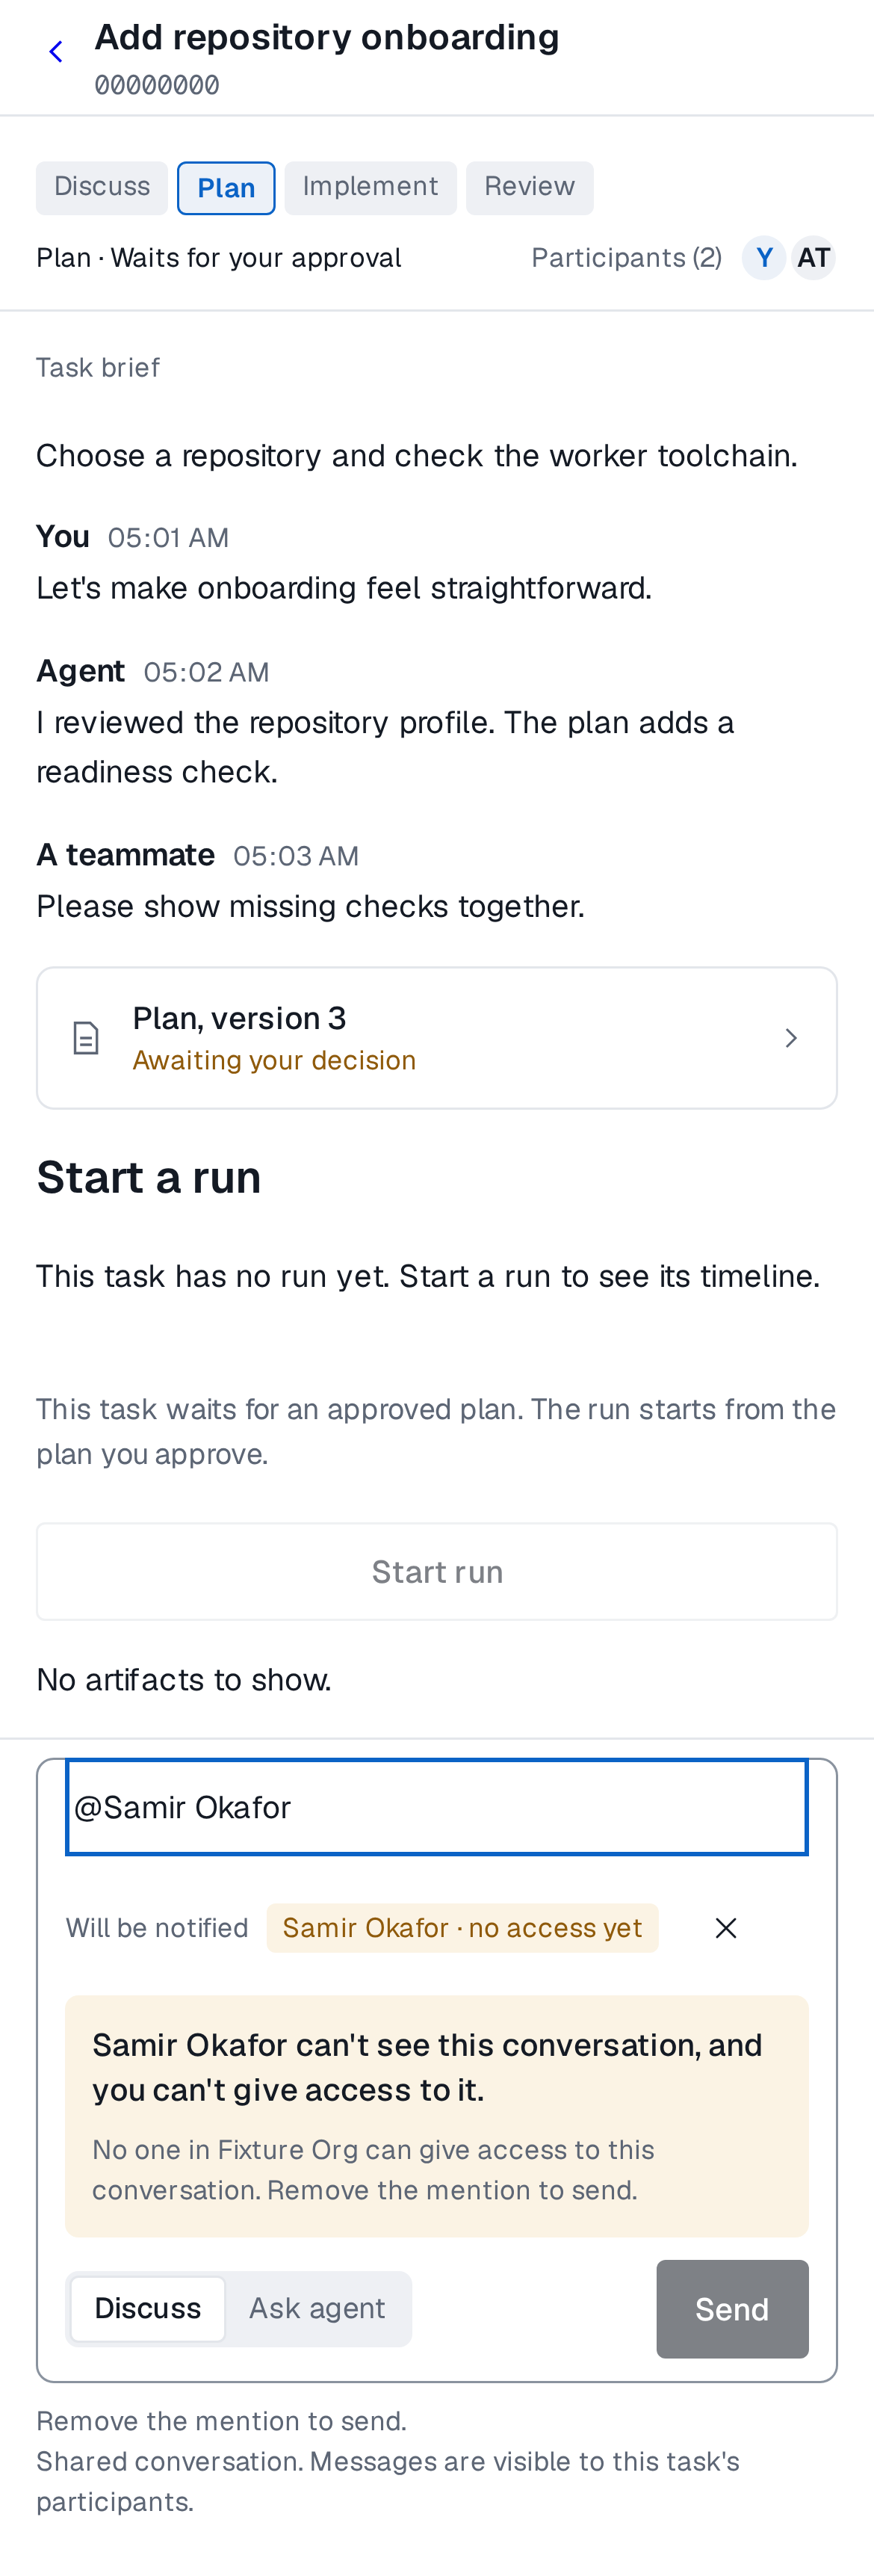 Add repository onboarding
00000000
Discuss
Plan
Implement
Review
Plan · Waits for your approval
Participants (2)
Y
AT
Task brief
Choose a repository and check the worker toolchain.
You 05:01 AM
Let's make onboarding feel straightforward.
Agent 05:02 AM
I reviewed the repository profile. The plan adds a
readiness check.
A teammate 05:03 AM
Please show missing checks together.
Plan, version 3
Awaiting your decision
Start a run
This task has no run yet. Start a run to see its timeline.
This task waits for an approved plan. The run starts from the
plan you approve.
Start run
No artifacts to show.
@Samir Okafor
Will be notified
Samir Okafor · no access yet
Samir Okafor can't see this conversation, and
you can't give access to it.
No one in Fixture Org can give access to this
conversation. Remove the mention to send.
Discuss
Ask agent
Send
Remove the mention to send.
Shared conversation. Messages are visible to this task's
participants.